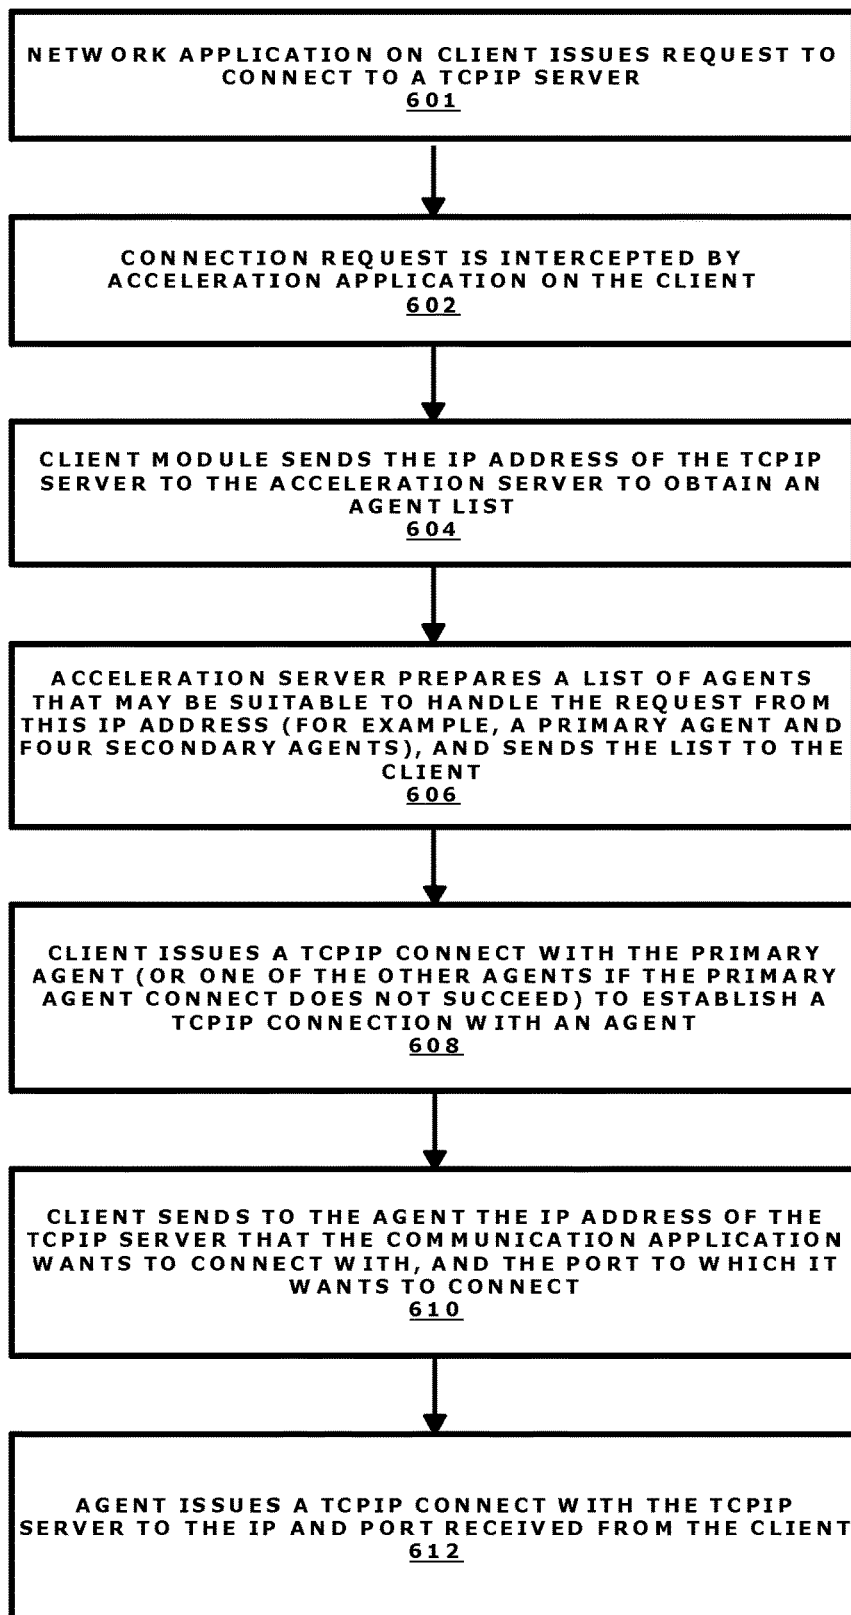 NETWORK APPLICATION ON CLIENT ISSUES REQUEST TO
CONNECT TO A TCPIP SERVER
601
CONNECTION REQUEST IS INTERCEPTED BY
ACCELERATION APPLICATION ON THE CLIENT
602
CLIENT MODULE SENDS THE IP ADDRESS OF THE TCPIP
SERVER TO THE ACCELERATION SERVER TO OBTAIN AN
AGENT LIST
604
ACCELERATION SERVER PREPARES A LIST OF AGENTS
THAT MAY BE SUITABLE TO HANDLE THE REQUEST FROM
THIS IP ADDRESS (FOR EXAMPLE, A PRIMARY AGENT AND
FOUR SECONDARY AGENTS), AND SENDS THE LIST TO THE
CLIENT
606
CLIENT ISSUES A TCPIP CONNECT WITH THE PRIMARY
AGENT (OR ONE OF THE OTHER AGENTS IF THE PRIMARY
AGENT CONNECT DOES NOT SUCCEED) TO ESTABLISH A
TCPIP CONNECTION WITH AN AGENT
608
CLIENT SENDS TO THE AGENT THE IP ADDRESS OF THE
TCPIP SERVER THAT THE COMMUNICATION APPLICATION
WANTS TO CONNECT WITH, AND THE PORT TO WHICH IT
WANTS TO CONNECT
610
AGENT ISSUES A TCPIP CONNECT WITH THE TCPIP
SERVER TO THE IP AND PORT RECEIVED FROM THE CLIENT
612